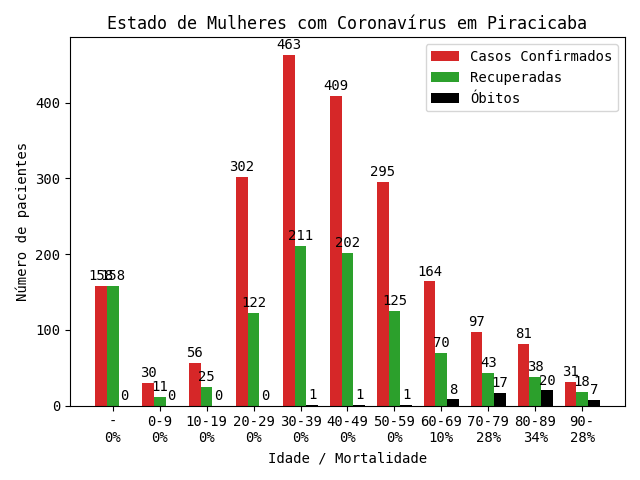 Estado de Mulheres com Coronavírus em Piracicaba
Casos Confirmados
Recuperadas
Óbitos
Número de pacientes
400
300
200
100
0
158 158 0
30 11 0
56 25 0
302 122 0
463 211 1
409 202 1
295 125 1
164 70 8
97 43 17
81 38 20
31 18 7
- 0-9 10-19 20-29 30-39 40-49 50-59 60-69 70-79 80-89 90-
0% 0% 0% 0% 0% 0% 0% 10% 28% 34% 28%
Idade / Mortalidade